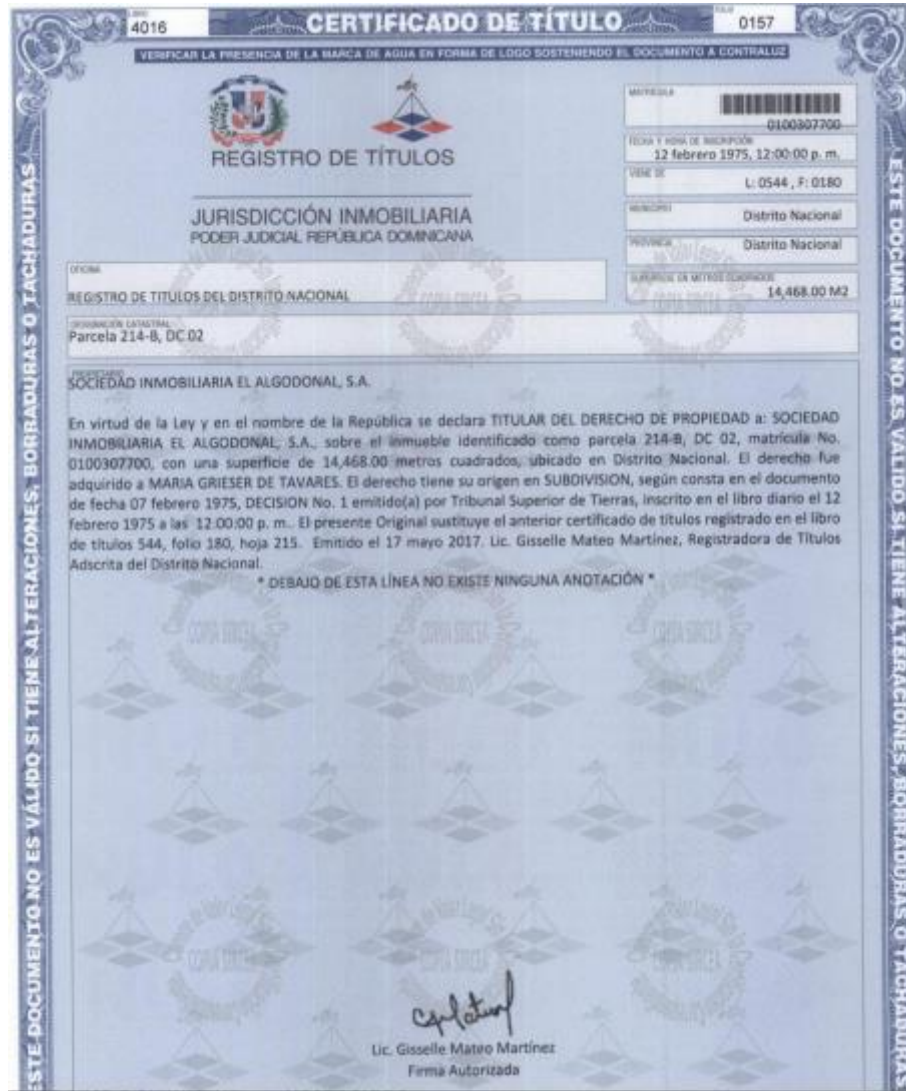 LIBRO
4016
CERTIFICADO DE TÍTULO
FOLIO
0157
VERIFICAR LA PRESENCIA DE LA MARCA DE AGUA EN FORMA DE LOGO SOSTENIENDO EL DOCUMENTO A CONTRALUZ
REGISTRO DE TÍTULOS
JURISDICCIÓN INMOBILIARIA
PODER JUDICIAL REPÚBLICA DOMINICANA
MATRÍCULA
0100307700
FECHA Y HORA DE INSCRIPCIÓN
12 febrero 1975, 12:00:00 p. m.
VIENE DE
L: 0544 , F: 0180
MUNICIPIO
Distrito Nacional
PROVINCIA
Distrito Nacional
SUPERFICIE EN METROS CUADRADOS
14,468.00 M2
OFICINA
REGISTRO DE TITULOS DEL DISTRITO NACIONAL
DESIGNACIÓN CATASTRAL
Parcela 214-B, DC 02
PROPIETARIO
SOCIEDAD INMOBILIARIA EL ALGODONAL, S.A.
En virtud de la Ley y en el nombre de la República se declara TITULAR DEL DERECHO DE PROPIEDAD a: SOCIEDAD
INMOBILIARIA EL ALGODONAL, S.A., sobre el inmueble identificado como parcela 214-B, DC 02, matrícula No.
0100307700, con una superficie de 14,468.00 metros cuadrados, ubicado en Distrito Nacional. El derecho fue
adquirido a MARIA GRIESER DE TAVARES. El derecho tiene su origen en SUBDIVISION, según consta en el documento
de fecha 07 febrero 1975, DECISION No. 1 emitido(a) por Tribunal Superior de Tierras, inscrito en el libro diario el 12
febrero 1975 a las 12:00:00 p. m.. El presente Original sustituye el anterior certificado de titulos registrado en el libro
de titulos 544, folio 180, hoja 215. Emitido el 17 mayo 2017. Lic. Gisselle Mateo Martínez, Registradora de Titulos
Adscrita del Distrito Nacional.
* DEBAJO DE ESTA LÍNEA NO EXISTE NINGUNA ANOTACIÓN *
COPIA SIRCEA
Lic. Gisselle Mateo Martínez
Firma Autorizada
ESTE DOCUMENTO NO ES VÁLIDO SI TIENE ALTERACIONES, BORRADURAS O TACHADURAS
ESTE DOCUMENTO NO ES VÁLIDO SI TIENE ALTERACIONES, BORRADURAS O TACHADURAS